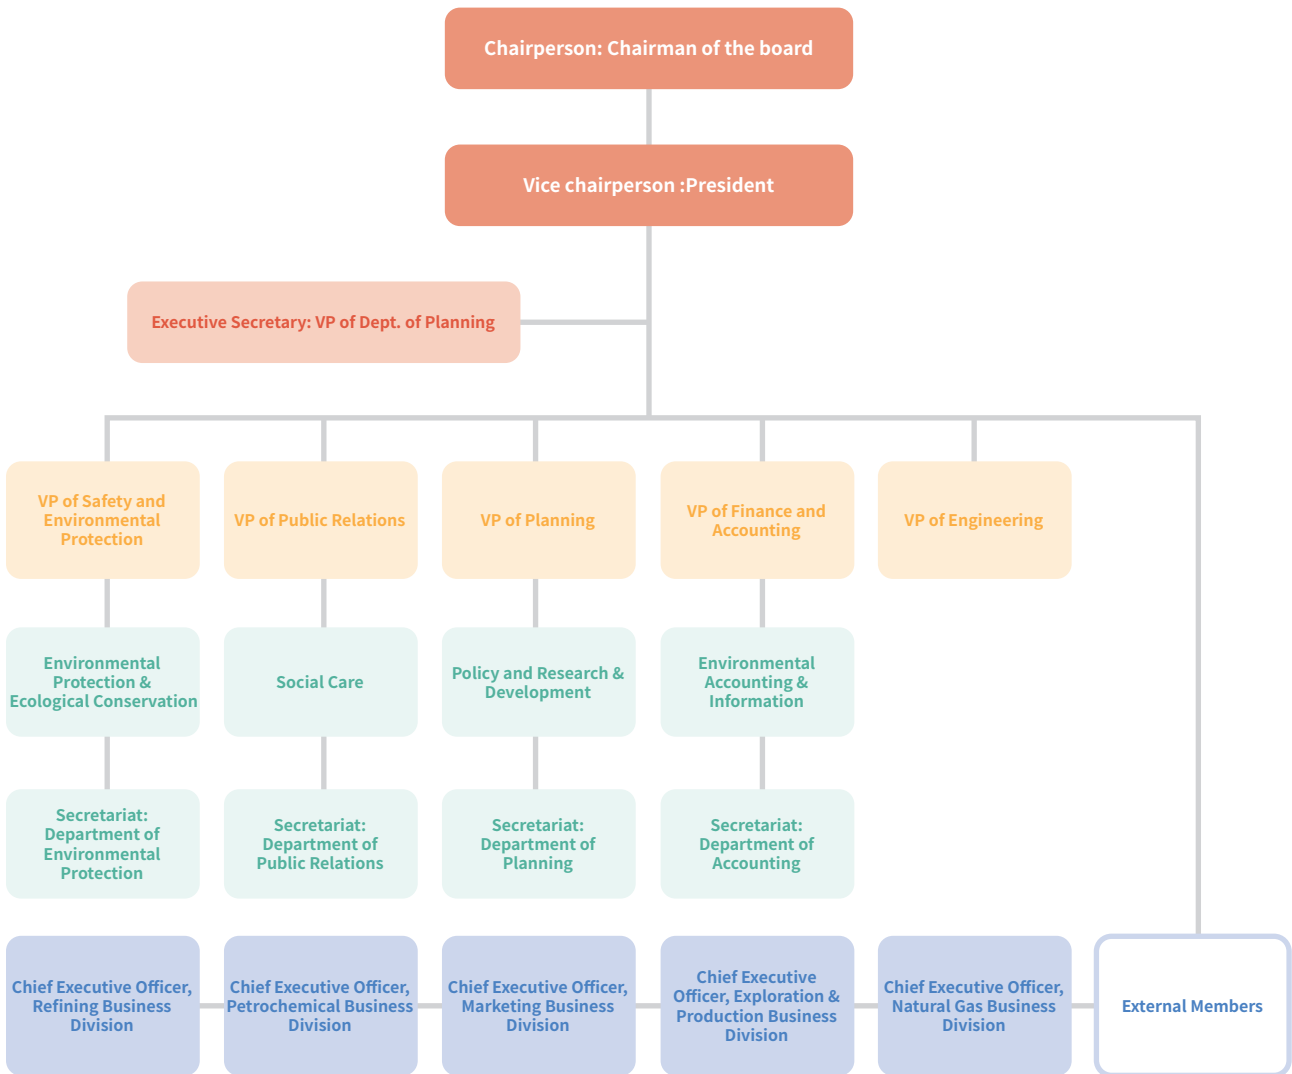 Chairperson: Chairman of the board
Vice chairperson :President
Executive Secretary: VP of Dept. of Planning
VP of Safety and
Environmental
Protection
VP of Public Relations
VP of Planning
VP of Finance and
Accounting
VP of Engineering
Environmental
Protection &
Ecological Conservation
Social Care
Policy and Research &
Development
Environmental
Accounting &
Information
Secretariat:
Department of
Environmental
Protection
Secretariat:
Department of
Public Relations
Secretariat:
Department of
Planning
Secretariat:
Department of
Accounting
Chief Executive Officer,
Refining Business
Division
Chief Executive Officer,
Petrochemical Business
Division
Chief Executive Officer,
Marketing Business
Division
Chief Executive
Officer, Exploration &
Production Business
Division
Chief Executive Officer,
Natural Gas Business
Division
External Members